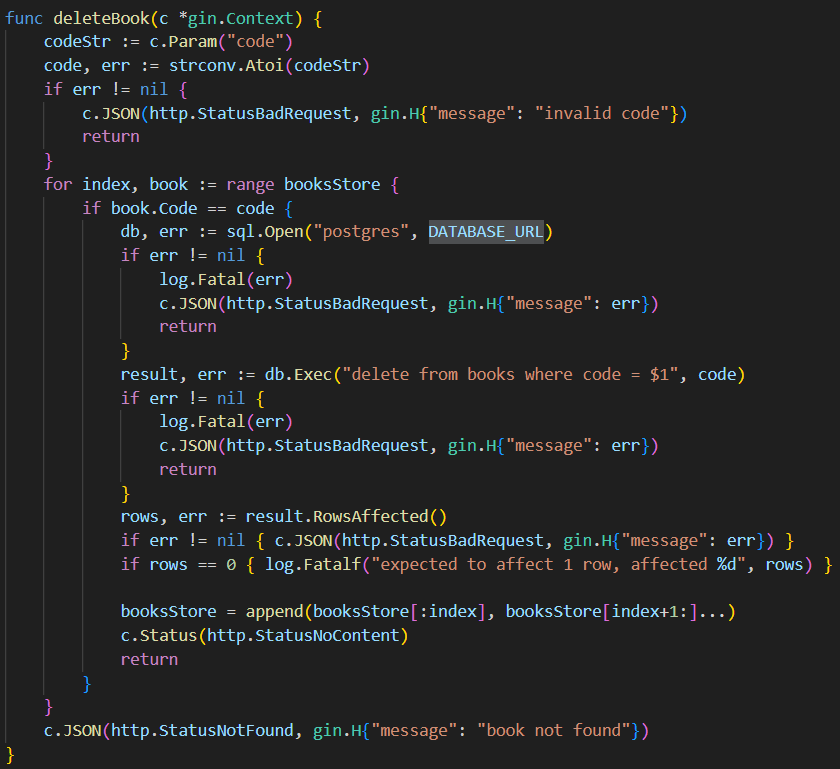 func deleteBook(c *gin.Context) {
    codeStr := c.Param("code")
    code, err := strconv.Atoi(codeStr)
    if err != nil {
        c.JSON(http.StatusBadRequest, gin.H{"message": "invalid code"})
        return
    }
    for index, book := range booksStore {
        if book.Code == code {
            db, err := sql.Open("postgres", DATABASE_URL)
            if err != nil {
                log.Fatal(err)
                c.JSON(http.StatusBadRequest, gin.H{"message": err})
                return
            }
            result, err := db.Exec("delete from books where code = $1", code)
            if err != nil {
                log.Fatal(err)
                c.JSON(http.StatusBadRequest, gin.H{"message": err})
                return
            }
            rows, err := result.RowsAffected()
            if err != nil { c.JSON(http.StatusBadRequest, gin.H{"message": err}) }
            if rows == 0 { log.Fatalf("expected to affect 1 row, affected %d", rows) }

            booksStore = append(booksStore[:index], booksStore[index+1:]...)
            c.Status(http.StatusNoContent)
            return
        }
    }
    c.JSON(http.StatusNotFound, gin.H{"message": "book not found"})
}